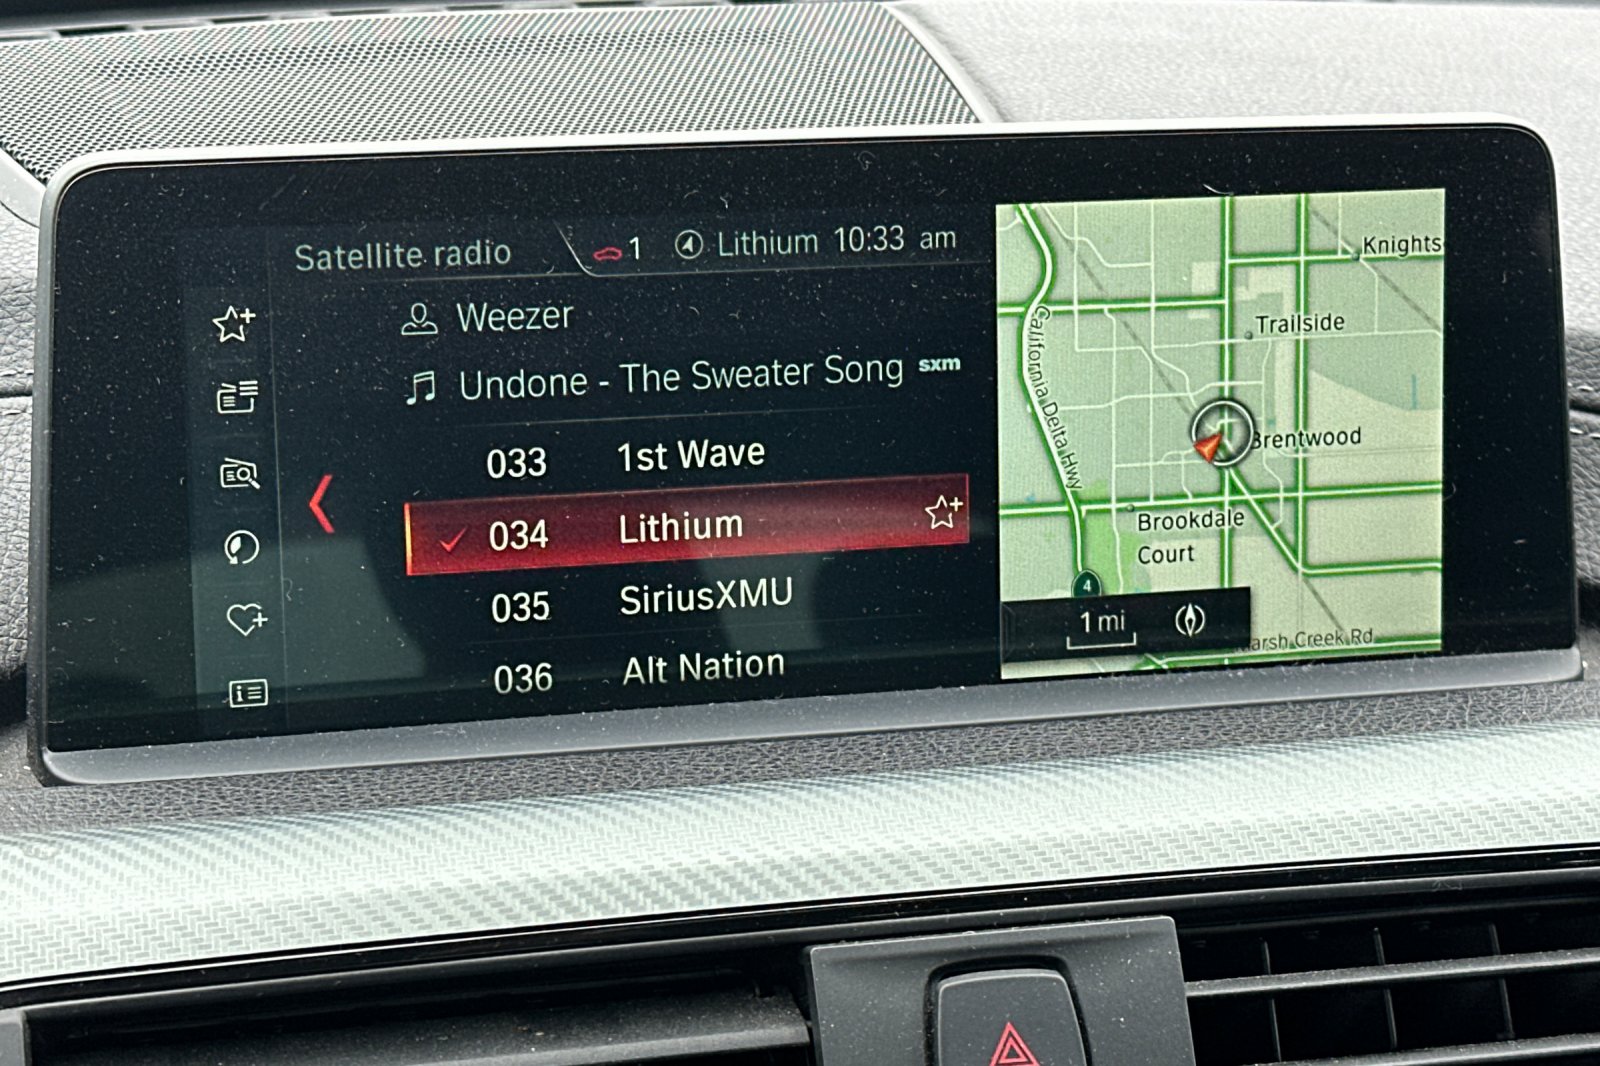 Satellite radio
1 Lithium 10:33 am
Weezer
Undone - The Sweater Song sxm
033 1st Wave
034 Lithium
035 SiriusXMU
036 Alt Nation
Knights
Trailside
California Delta Hwy
Brentwood
Brookdale
Court
4
1 mi
arsh Creek Rd